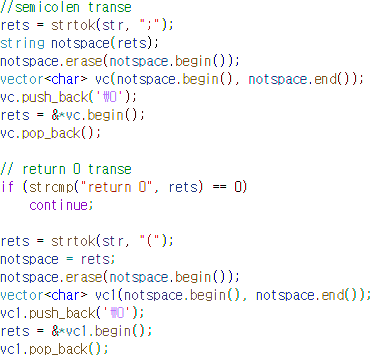 //semicolen transe
rets = strtok(str, ";");
string notspace(rets);
notspace.erase(notspace.begin());
vector<char> vc(notspace.begin(), notspace.end());
vc.push_back('₩0');
rets = &*vc.begin();
vc.pop_back();
// return 0 transe
if (strcmp("return 0", rets) == 0)
continue;
rets = strtok(str, "(");
notspace = rets;
notspace.erase(notspace.begin());
vector<char> vc1(notspace.begin(), notspace.end());
vc1.push_back('₩0');
rets = &*vc1.begin();
vc1.pop_back();